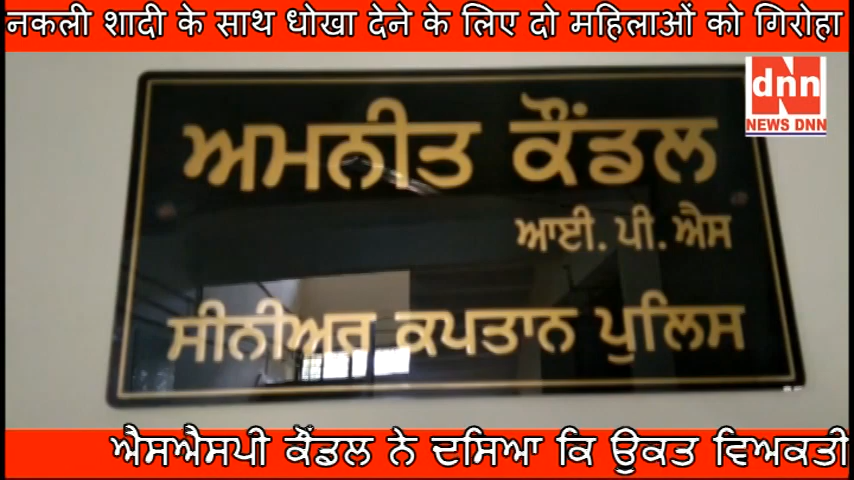 नकली शादी के साथ धोखा देने के लिए दो महिलाओं को गिरोहा
dnn
NEWS DNN
ਅਮਨੀਤ ਕੌਂਡਲ
ਆਈ. ਪੀ. ਐਸ
ਸੀਨੀਅਰ ਕਪਤਾਨ ਪੁਲਿਸ
ਐਸਐਸਪੀ ਕੌਂਡਲ ਨੇ ਦਸਿਆ ਕਿ ਉਕਤ ਵਿਅਕਤੀ